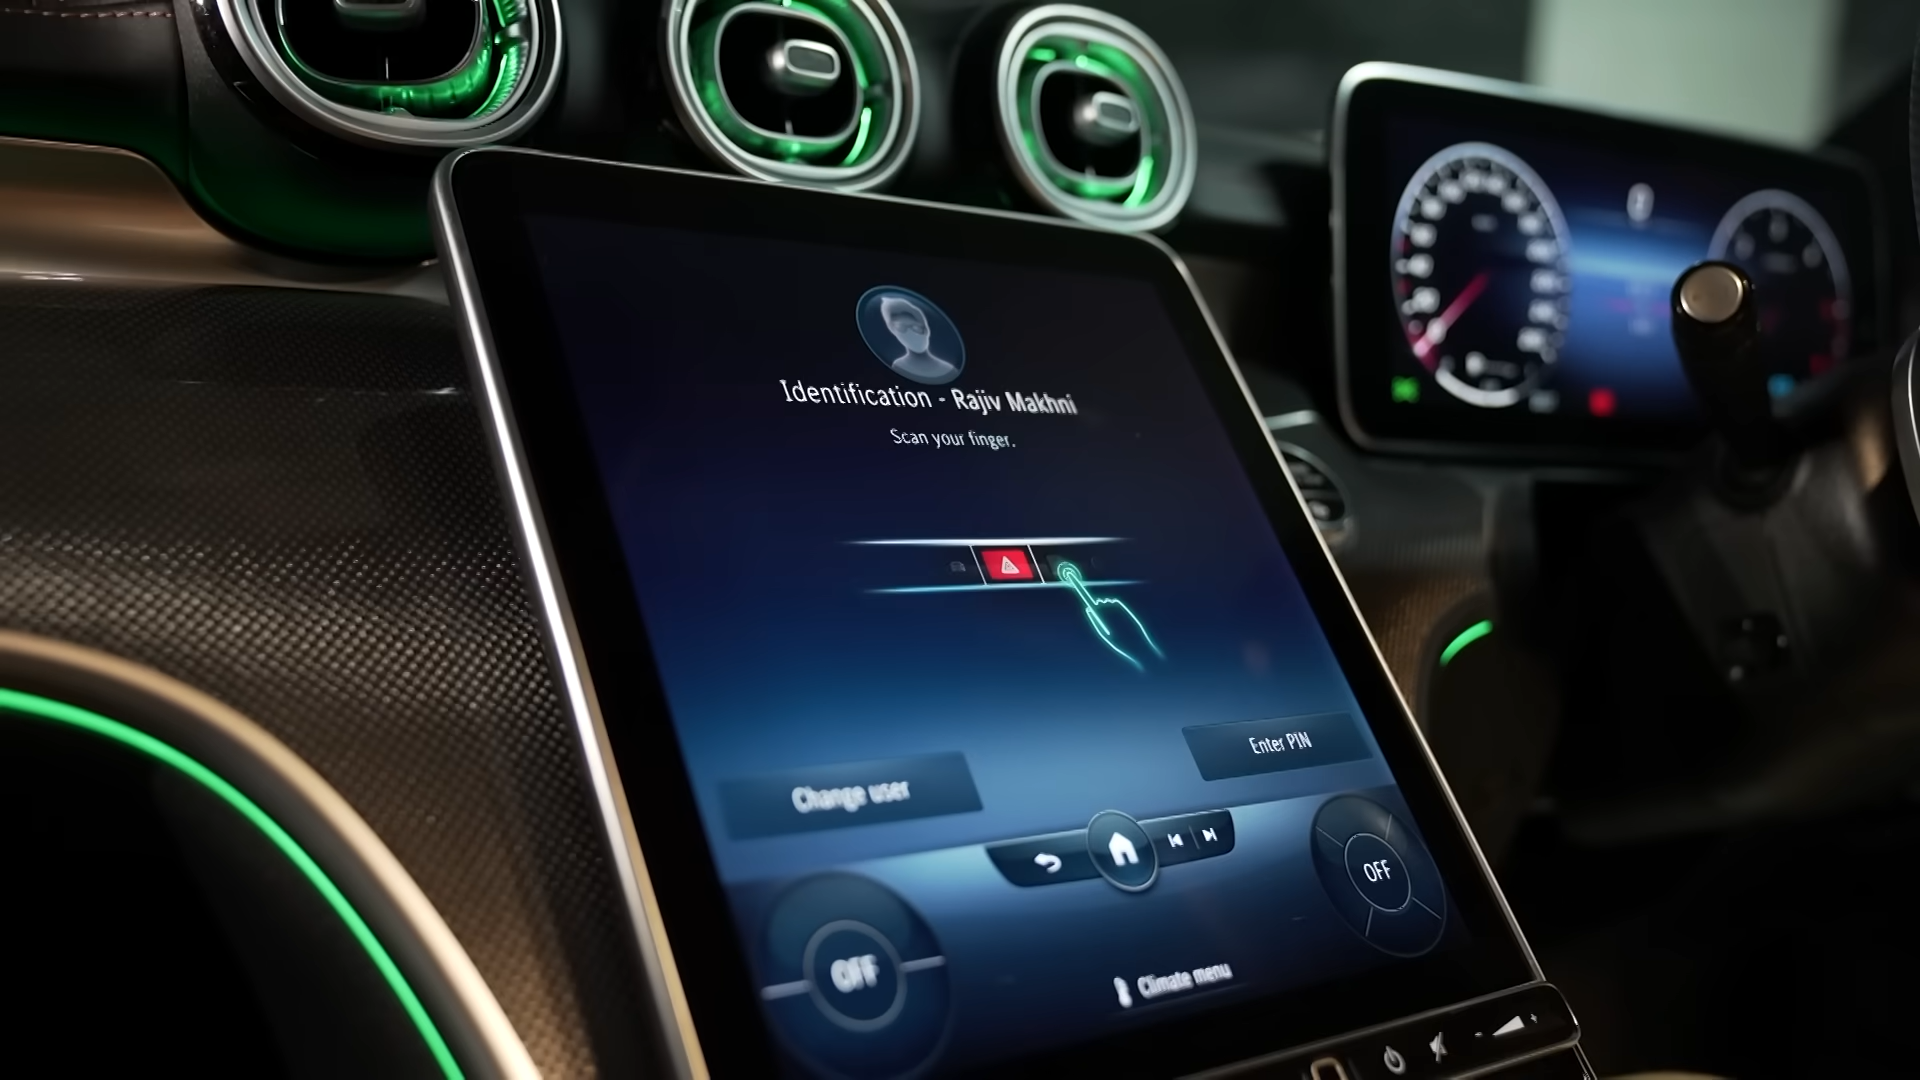 Identification - Rajiv Makhni
Scan your finger.
Enter PIN
Change user
OFF
OFF
Climate menu